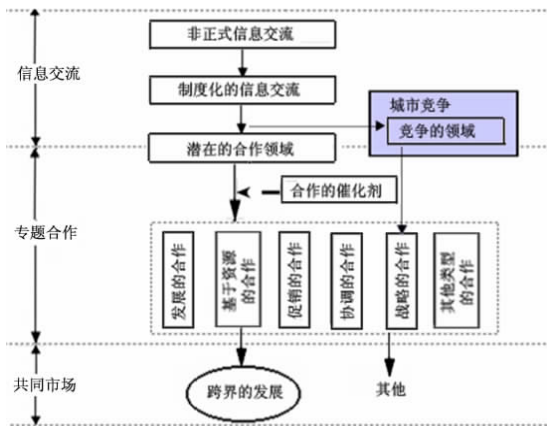 非正式信息交流
信息交流
制度化的信息交流
城市竞争
竞争的领域
潜在的合作领域
合作的催化剂
专题合作
发展的合作
基于资源
的合作
促销的合作
协调的合作
战略的合作
其他类型
的合作
共同市场
跨界的发展
其他